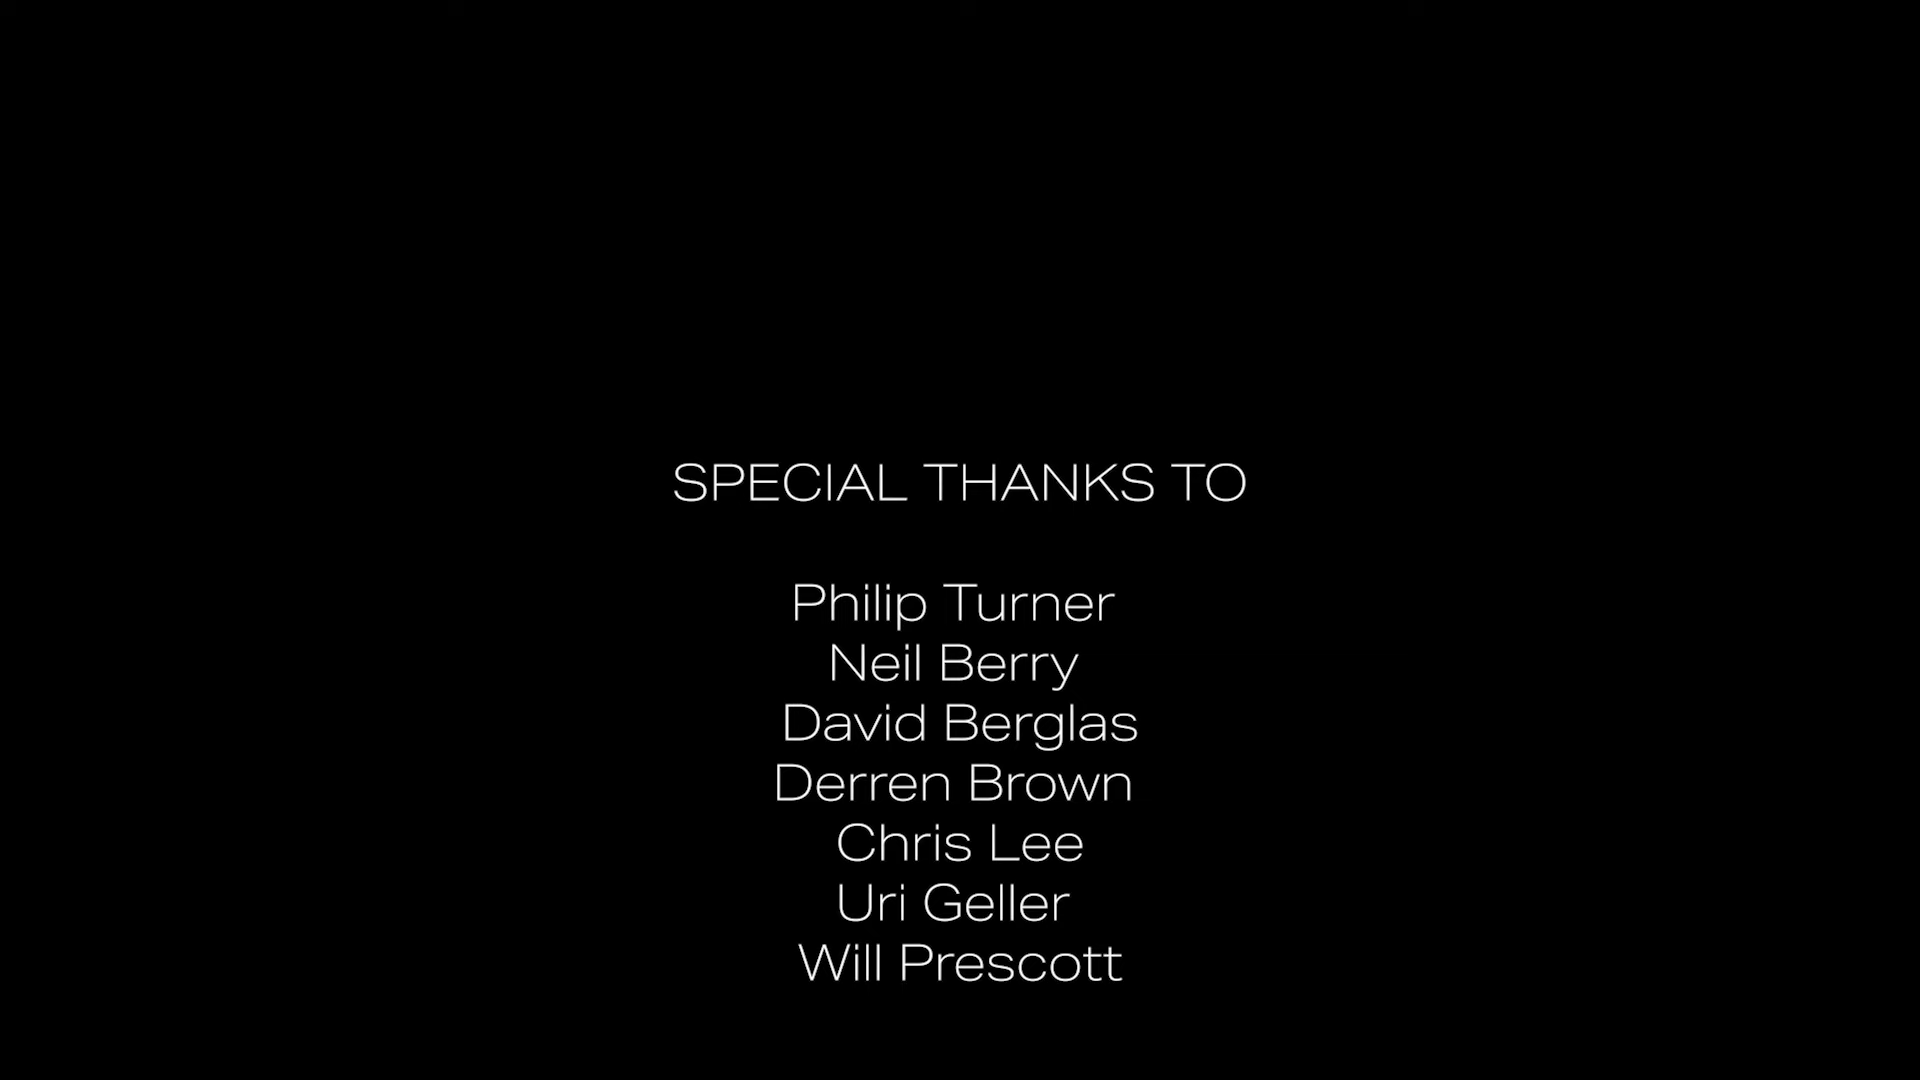 SPECIAL THANKS TO
Philip Turner
Neil Berry
David Berglas
Derren Brown
Chris Lee
Uri Geller
Will Prescott